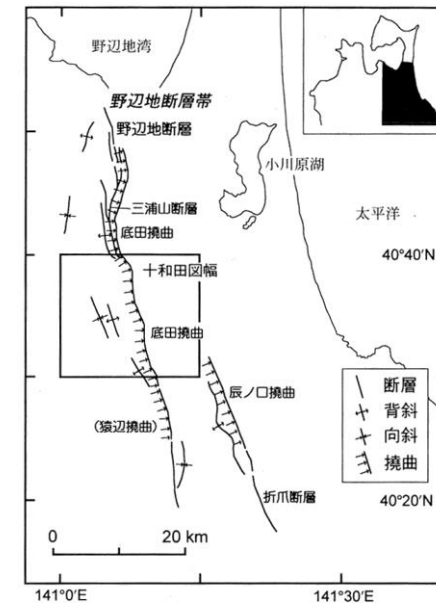 野辺地湾
野辺地断層帯
野辺地断層
小川原湖
三浦山断層
太平洋
底田撓曲
40°40′N
十和田図幅
底田撓曲
辰ノ口撓曲
断層
背斜
向斜
撓曲
(猿辺撓曲)
折爪断層
40°20′N
0
20 km
141°0′E
141°30′E